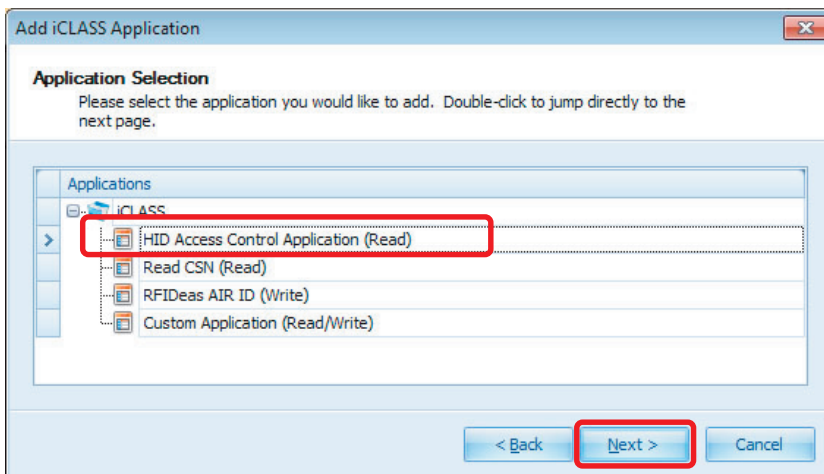 Add iCLASS Application
Application Selection
Please select the application you would like to add. Double-click to jump directly to the
next page.
Applications
iCLASS
HID Access Control Application (Read)
Read CSN (Read)
RFIDeas AIR ID (Write)
Custom Application (Read/Write)
< Back Next > Cancel